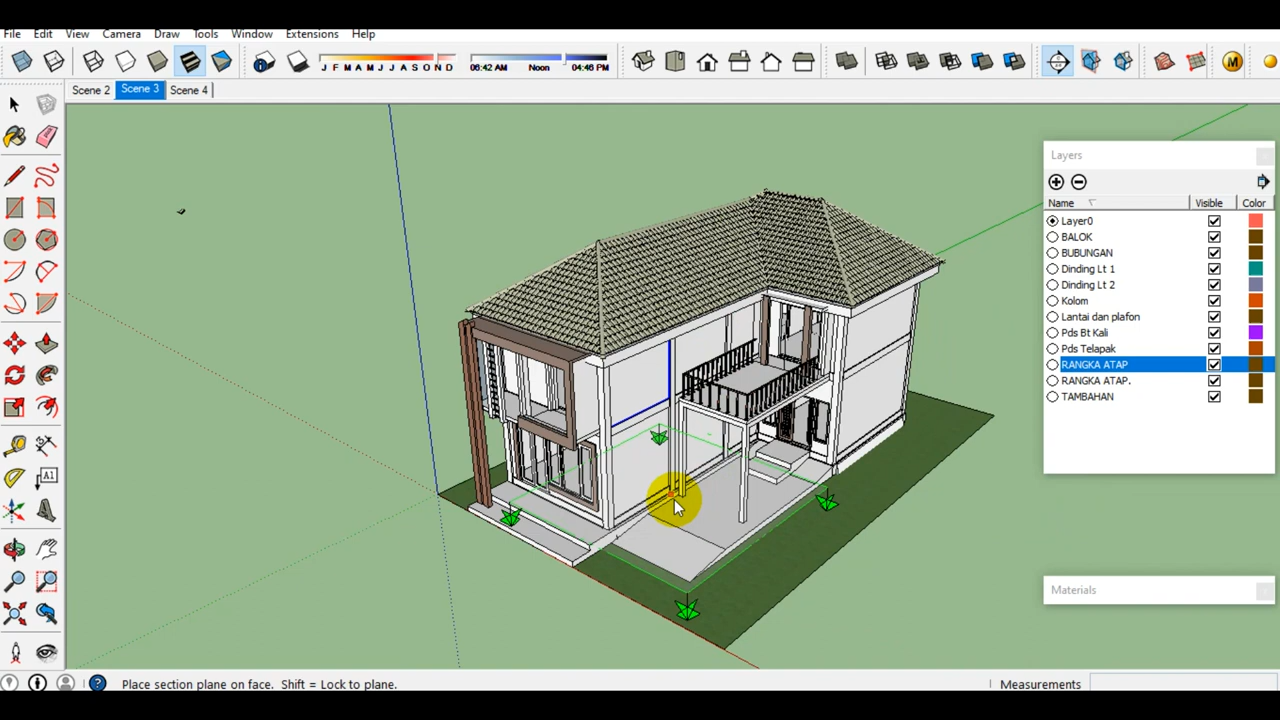 File Edit View Camera Draw Tools Window Extensions Help
J F M A M J J A S O N D
06:42 AM Noon 04:46 PM
M
Scene 2 Scene 3 Scene 4
Layers
Name Visible Color
Layer0
BALOK
BUBUNGAN
Dinding Lt 1
Dinding Lt 2
Kolom
Lantai dan plafon
Pds Bt Kali
Pds Telapak
RANGKA ATAP
RANGKA ATAP.
TAMBAHAN
A1
Materials
Place section plane on face. Shift = Lock to plane.
Measurements